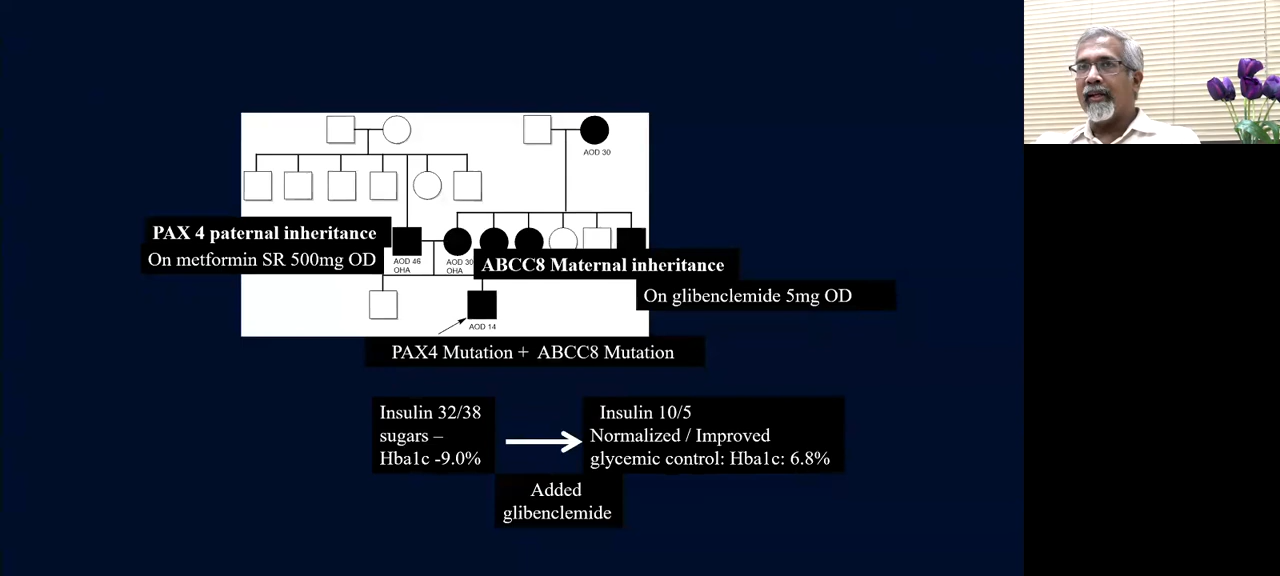 AOD 30
PAX 4 paternal inheritance
On metformin SR 500mg OD
AOD 46
OHA
AOD 30
OHA
ABCC8 Maternal inheritance
On glibenclemide 5mg OD
AOD 14
PAX4 Mutation + ABCC8 Mutation
Insulin 32/38
sugars –
Hba1c -9.0%
Insulin 10/5
Normalized / Improved
glycemic control: Hba1c: 6.8%
Added
glibenclemide